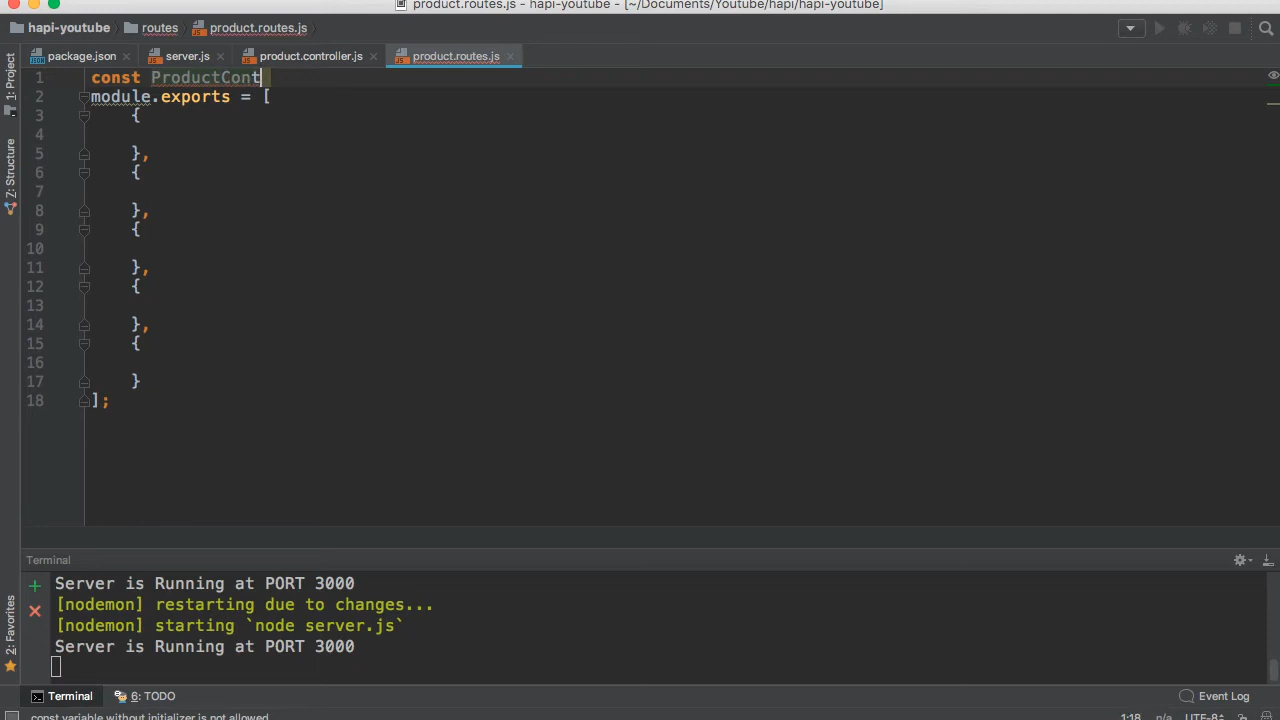 product.routes.js - hapi-youtube - [~/Documents/Youtube/hapi/hapi-youtube]
hapi-youtube routes product.routes.js
package.json server.js product.controller.js product.routes.js
1: Project
Z: Structure
2: Favorites
1 const ProductCont
2 module.exports = [
3 {
4
5 },
6 {
7
8 },
9 {
10
11 },
12 {
13
14 },
15 {
16
17 }
18 ];
Terminal
Server is Running at PORT 3000
[nodemon] restarting due to changes...
[nodemon] starting `node server.js`
Server is Running at PORT 3000
Terminal 6: TODO Event Log
const variable without initializer is not allowed 1:18 n/a UTF-8